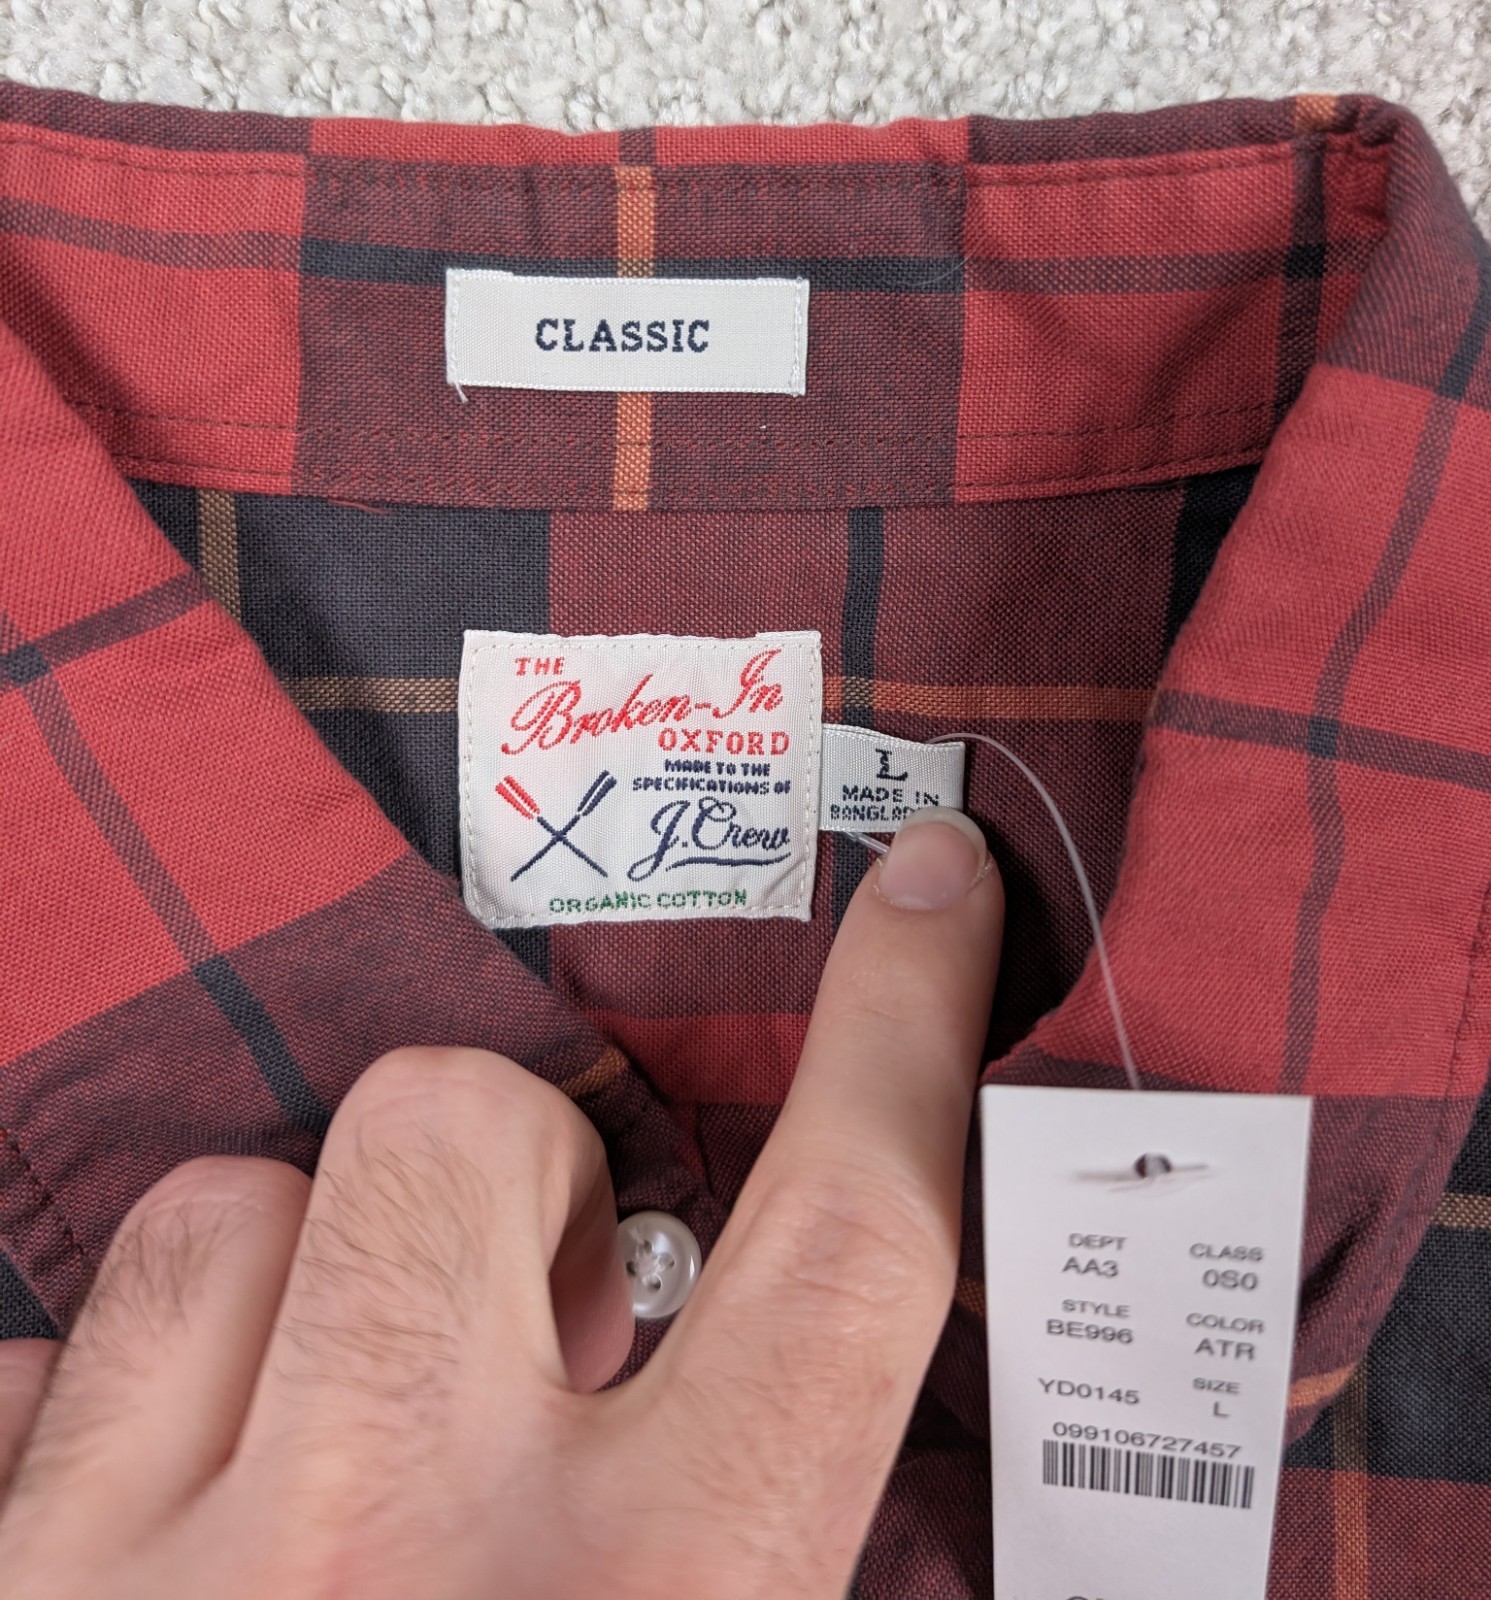 CLASSIC
THE
Broken-In
OXFORD
MADE TO THE
SPECIFICATIONS OF
J.Crew
ORGANIC COTTON
L
MADE IN
DEPT CLASS
AA3 0S0
STYLE COLOR
BE996 ATR
YD0145 SIZE
L
099106727457